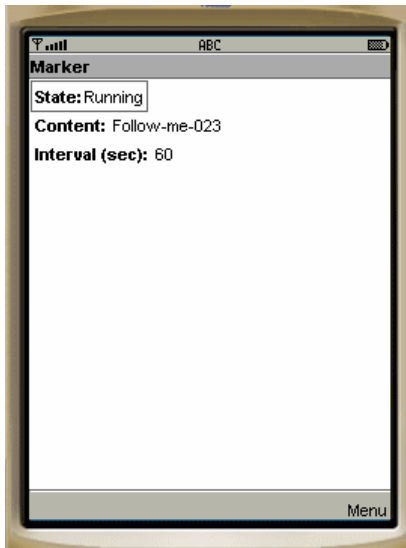 ABC
Marker
State: Running
Content: Follow-me-023
Interval (sec): 60
Menu